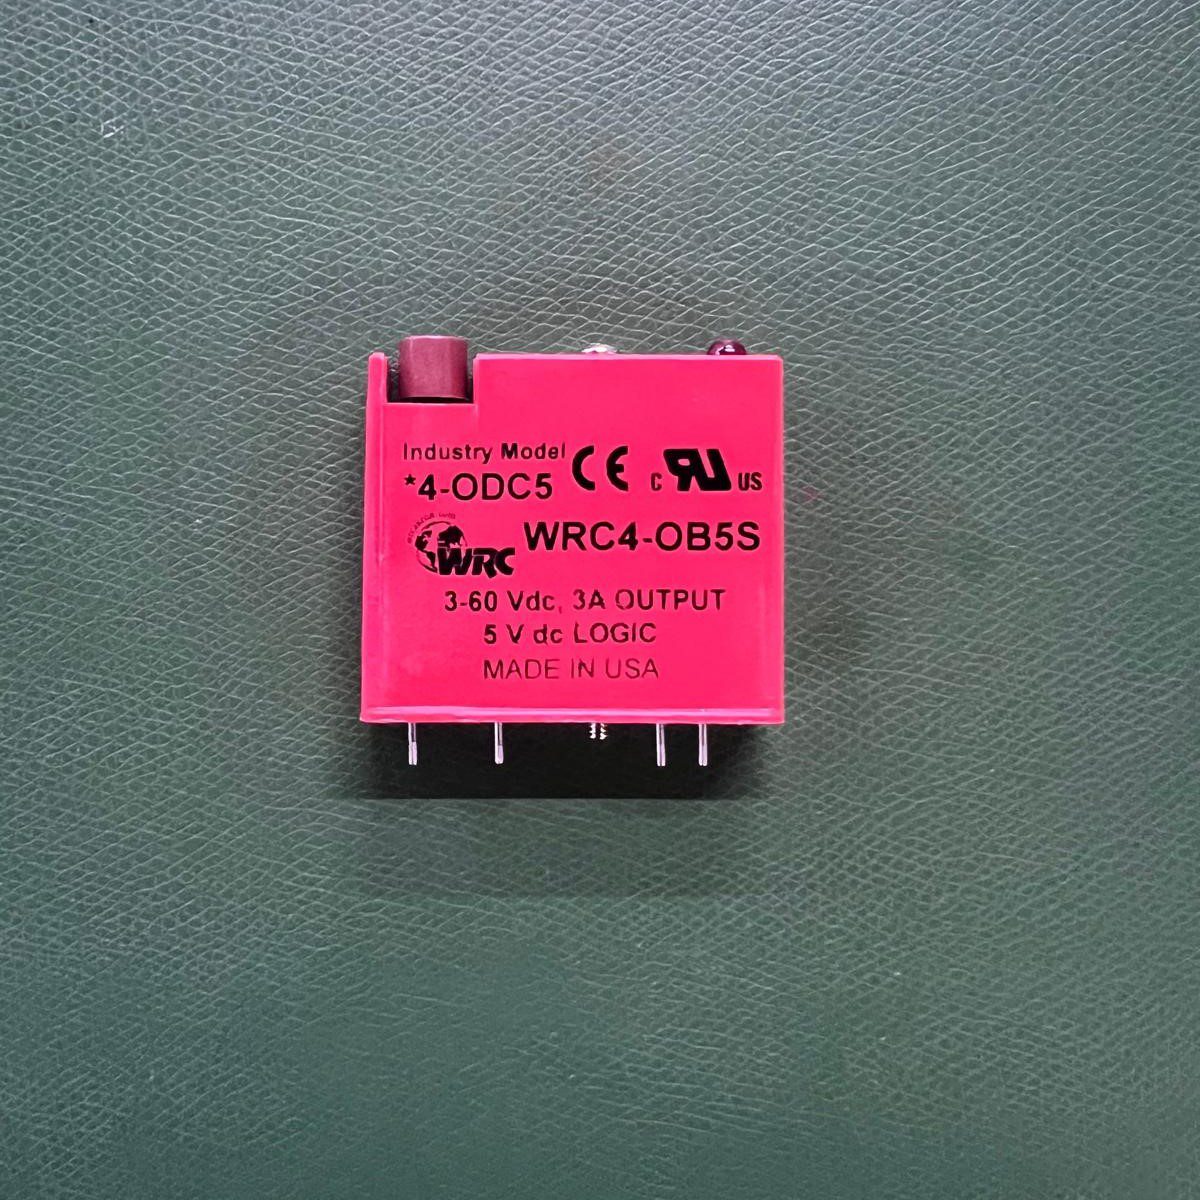 Industry Model
*4-ODC5
CE
c RU US
WRC
WRC4-OB5S
3-60 Vdc, 3A OUTPUT
5 V dc LOGIC
MADE IN USA